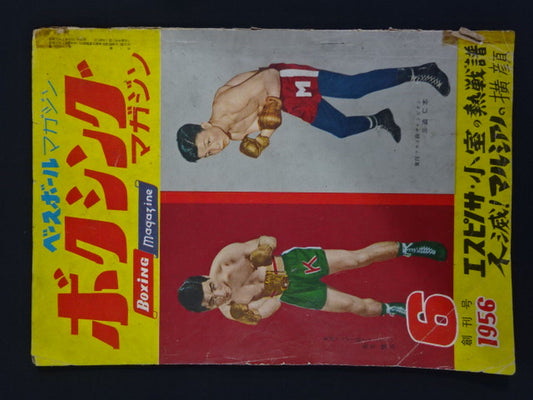 ベースボールマガジン
ボクシング
マガジン
Boxing
Magazine
M
K
エスピノサ・小室の熱戦譜
不滅!マルシアノの横顔
6
創刊号
1956